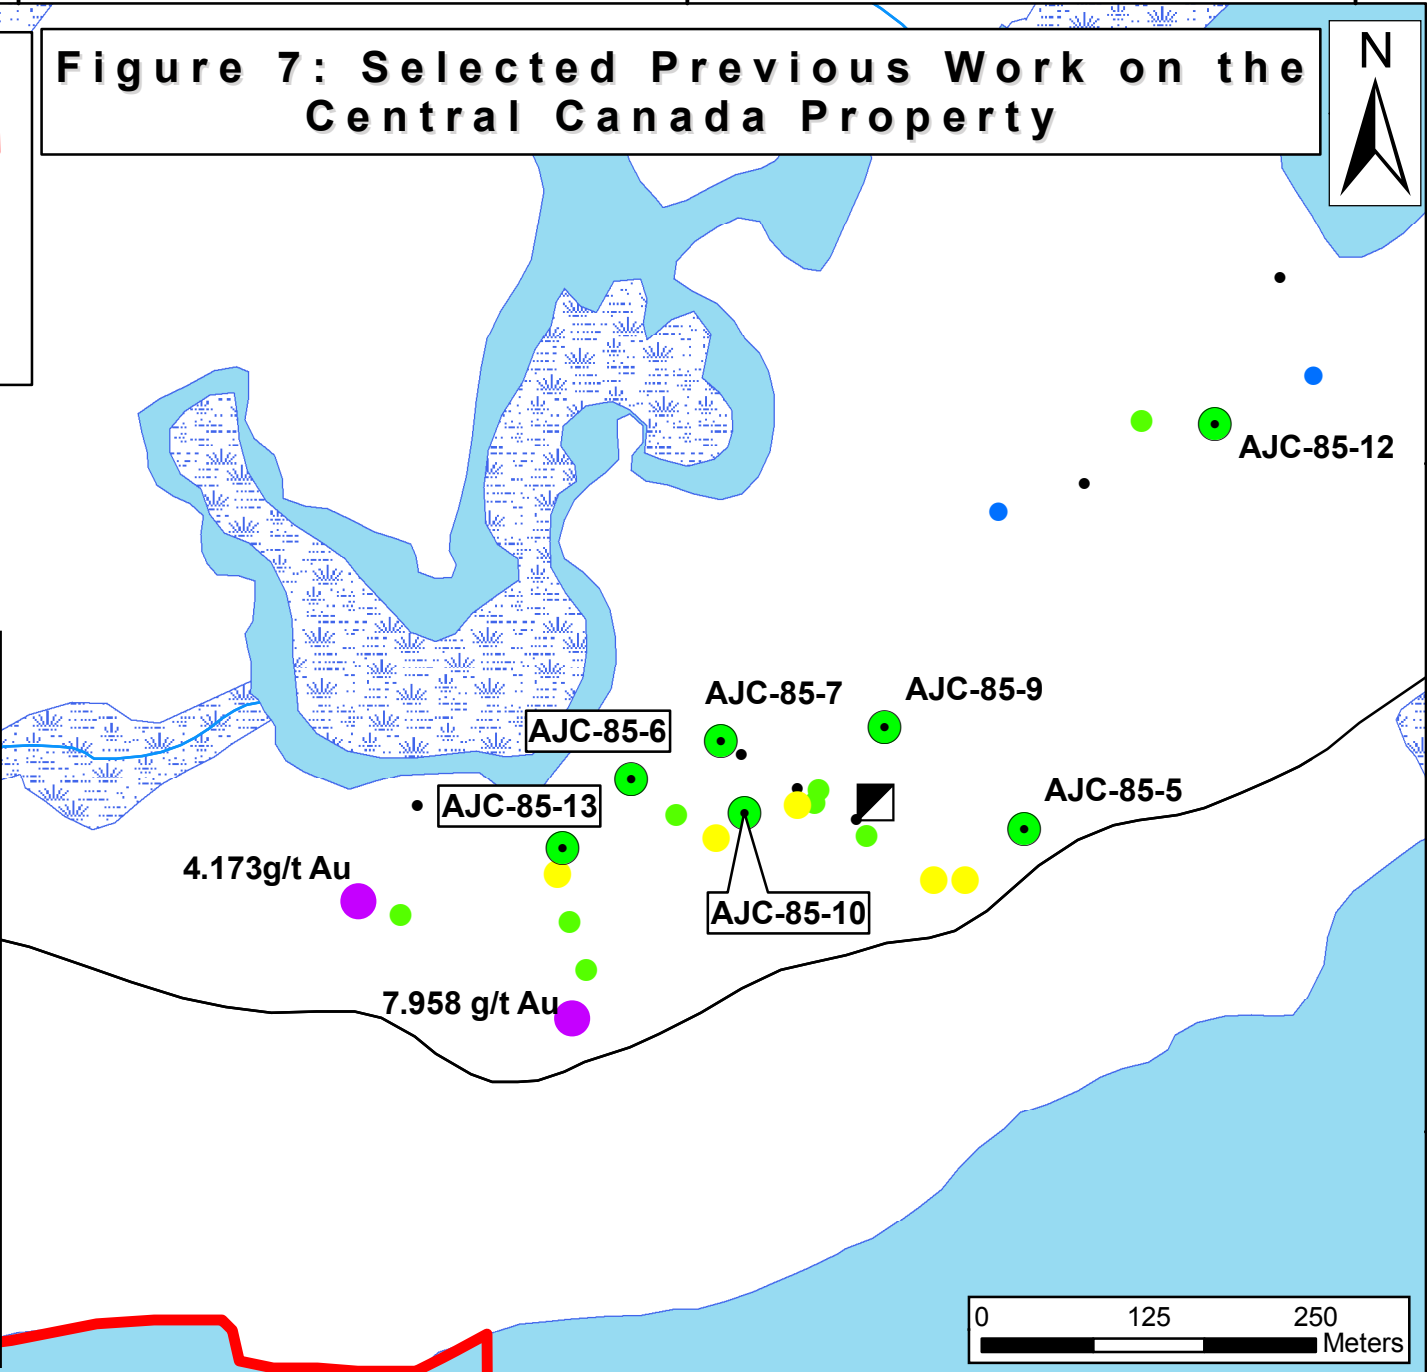 Figure 7: Selected Previous Work on the
Central Canada Property
N
AJC-85-12
AJC-85-7
AJC-85-9
AJC-85-6
AJC-85-5
AJC-85-13
4.173g/t Au
AJC-85-10
7.958 g/t Au
0 125 250
Meters